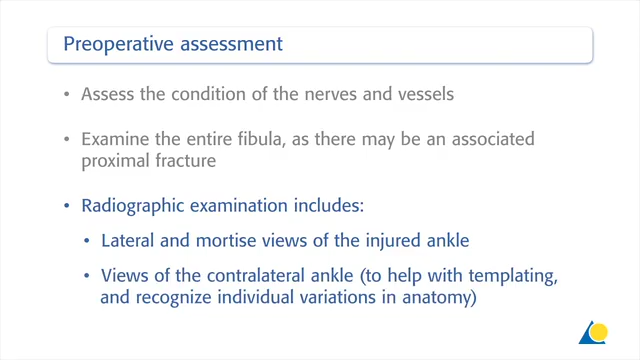 Preoperative assessment
• Assess the condition of the nerves and vessels
• Examine the entire fibula, as there may be an associated
proximal fracture
• Radiographic examination includes:
• Lateral and mortise views of the injured ankle
• Views of the contralateral ankle (to help with templating,
and recognize individual variations in anatomy)